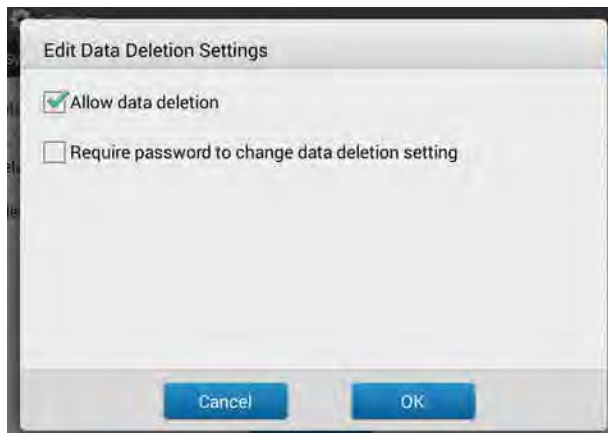 Edit Data Deletion Settings
Allow data deletion
Require password to change data deletion setting
Cancel
OK